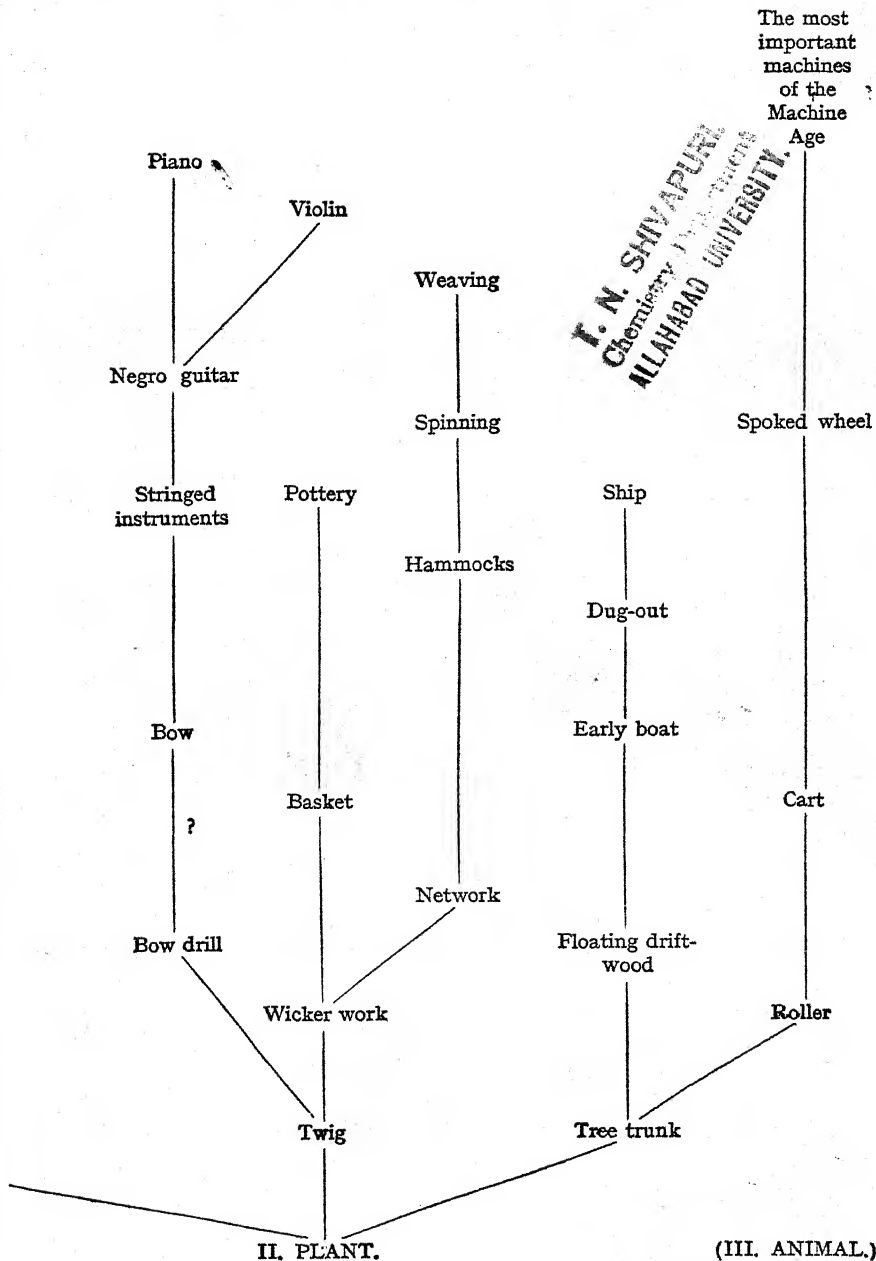 The most
important
machines
of the
Machine
Age
Piano
Violin
T. N. SHIVAPURI.
Chemistry
ALLAHABAD UNIVERSITY.
Weaving
Negro guitar
Spinning
Spoked wheel
Stringed
instruments
Pottery
Ship
Hammocks
Dug-out
Bow
Early boat
Basket
Cart
?
Network
Bow drill
Floating drift-
wood
Wicker work
Roller
Twig
Tree trunk
II. PLANT.
(III. ANIMAL.)